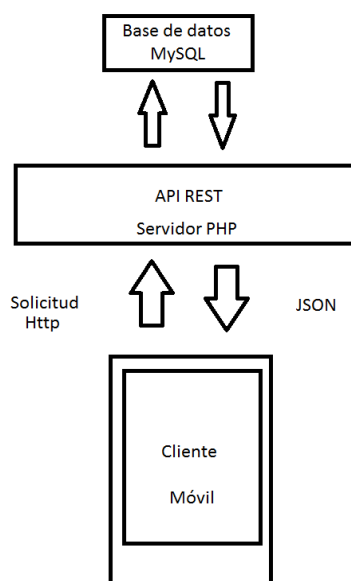 Base de datos
MySQL
API REST
Servidor PHP
Solicitud
Http
JSON
Cliente
Móvil